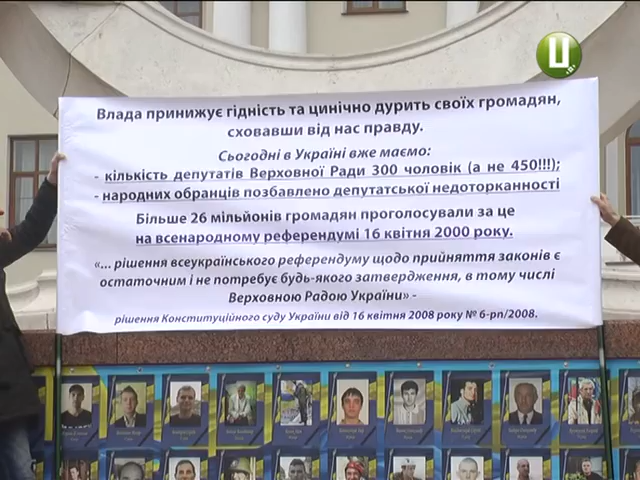 Ц
Влада принижує гідність та цинічно дурить своїх громадян,
сховавши від нас правду.
Сьогодні в Україні вже маємо:
- кількість депутатів Верховної Ради 300 чоловік (а не 450!!!);
- народних обранців позбавлено депутатської недоторканності
Більше 26 мільйонів громадян проголосували за це
на всенародному референдумі 16 квітня 2000 року.
«... рішення всеукраїнського референдуму щодо прийняття законів є
остаточним і не потребує будь-якого затвердження, в тому числі
Верховною Радою України» -
рішення Конституційного суду України від 16 квітня 2008 року № 6-рп/2008.